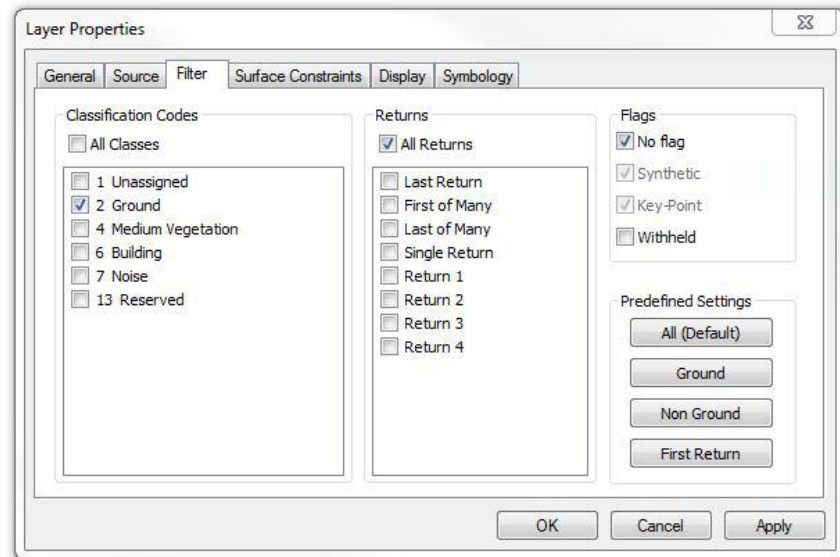 Layer Properties
General Source Filter Surface Constraints Display Symbology
Classification Codes
All Classes
1 Unassigned
2 Ground
4 Medium Vegetation
6 Building
7 Noise
13 Reserved
Returns
All Returns
Last Return
First of Many
Last of Many
Single Return
Return 1
Return 2
Return 3
Return 4
Flags
No flag
Synthetic
Key-Point
Withheld
Predefined Settings
All (Default)
Ground
Non Ground
First Return
OK Cancel Apply